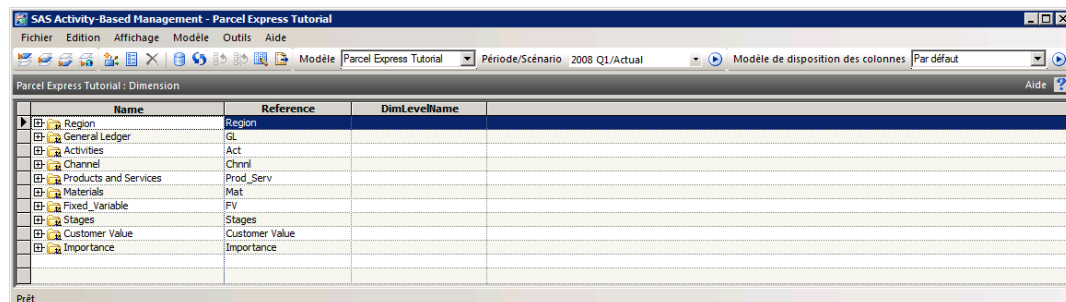 SAS Activity-Based Management - Parcel Express Tutorial
Fichier Edition Affichage Modèle Outils Aide
Modèle Parcel Express Tutorial Période/Scénario 2008 Q1/Actual Modèle de disposition des colonnes Par défaut
Parcel Express Tutorial : Dimension Aide ?
Name Reference DimLevelName
Region Region
General Ledger GL
Activities Act
Channel Chnnl
Products and Services Prod_Serv
Materials Mat
Fixed_Variable FV
Stages Stages
Customer Value Customer Value
Importance Importance
Prêt